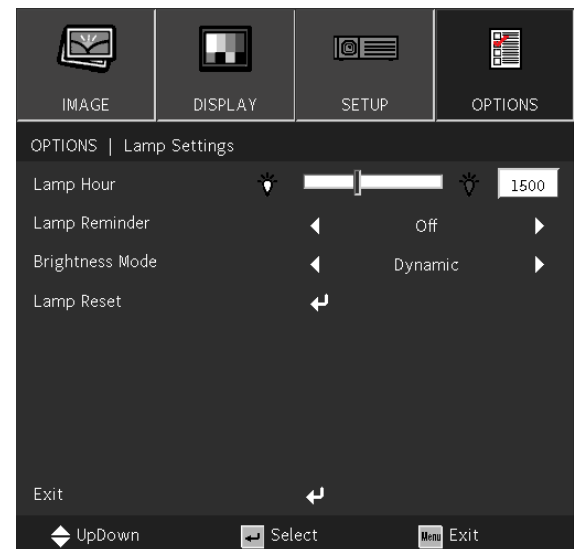 IMAGE DISPLAY SETUP OPTIONS
OPTIONS | Lamp Settings
Lamp Hour 1500
Lamp Reminder Off
Brightness Mode Dynamic
Lamp Reset
Exit
UpDown Select Menu Exit